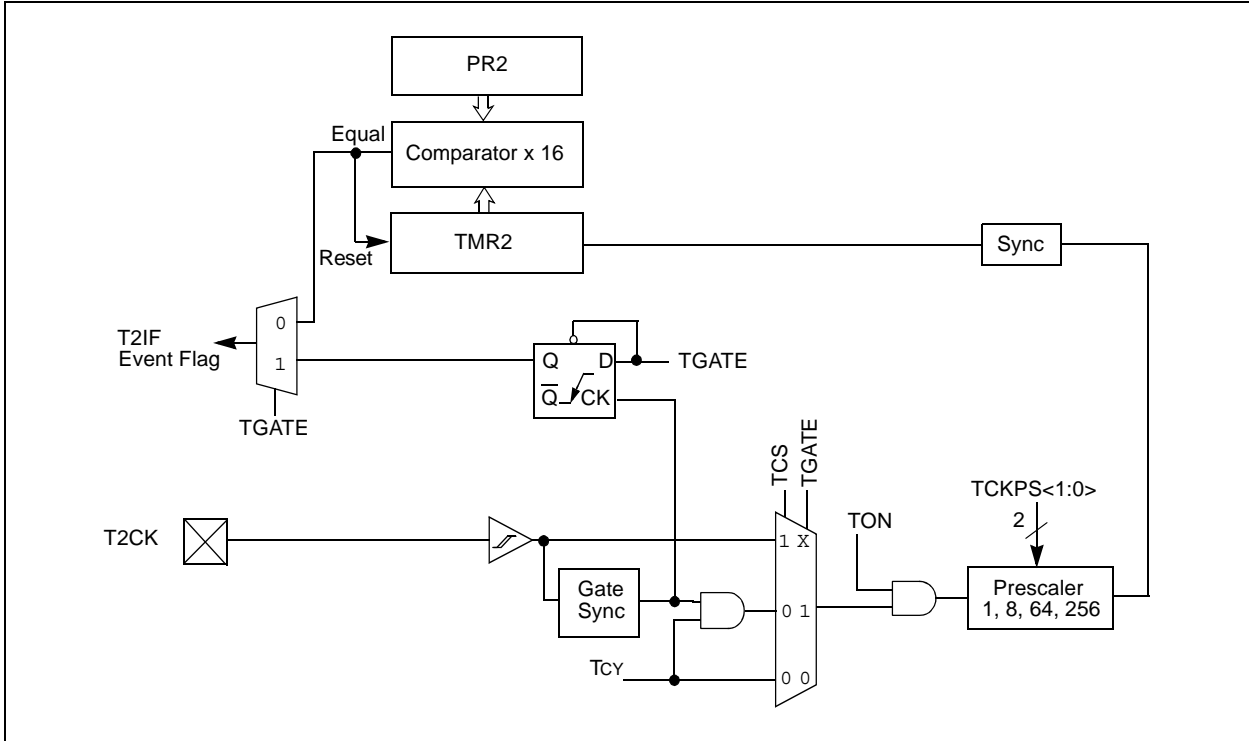 PR2
Equal
Comparator x 16
TMR2
Reset
Sync
0
1
T2IF
Event Flag
TGATE
Q
D
Q̅
CK
TGATE
TCS
TGATE
TCKPS<1:0>
2
T2CK
1 X
TON
Gate
Sync
0 1
Prescaler
1, 8, 64, 256
TCY
0 0